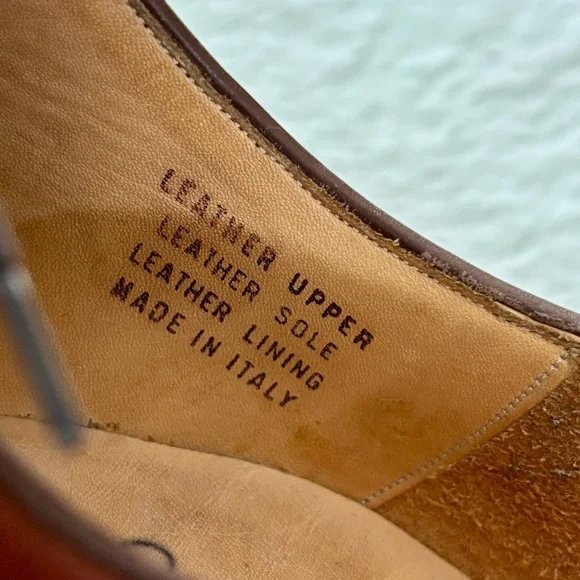 LEATHER UPPER
LEATHER SOLE
LEATHER LINING
MADE IN ITALY